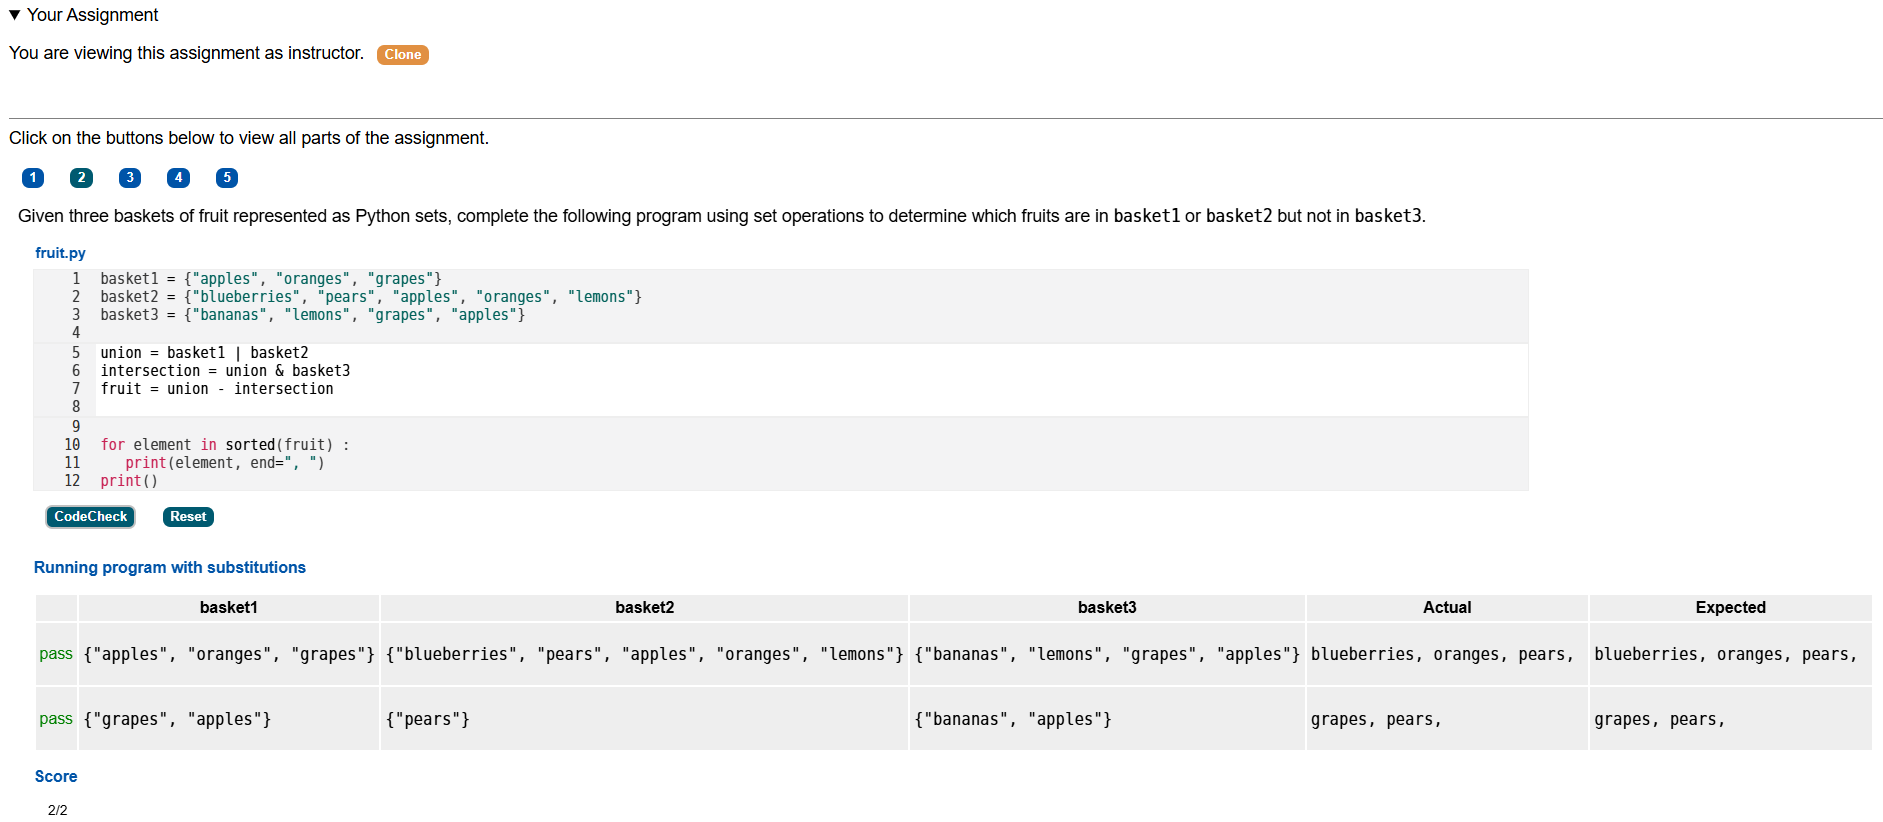 ▼ Your Assignment
You are viewing this assignment as instructor. Clone
Click on the buttons below to view all parts of the assignment.
1 2 3 4 5
Given three baskets of fruit represented as Python sets, complete the following program using set operations to determine which fruits are in basket1 or basket2 but not in basket3.
fruit.py
1 basket1 = {"apples", "oranges", "grapes"}
2 basket2 = {"blueberries", "pears", "apples", "oranges", "lemons"}
3 basket3 = {"bananas", "lemons", "grapes", "apples"}
4
5 union = basket1 | basket2
6 intersection = union & basket3
7 fruit = union - intersection
8
9
10 for element in sorted(fruit) :
11    print(element, end=", ")
12 print()
CodeCheck Reset
Running program with substitutions
basket1 basket2 basket3 Actual Expected
pass {"apples", "oranges", "grapes"} {"blueberries", "pears", "apples", "oranges", "lemons"} {"bananas", "lemons", "grapes", "apples"} blueberries, oranges, pears, blueberries, oranges, pears,
pass {"grapes", "apples"} {"pears"} {"bananas", "apples"} grapes, pears, grapes, pears,
Score
2/2